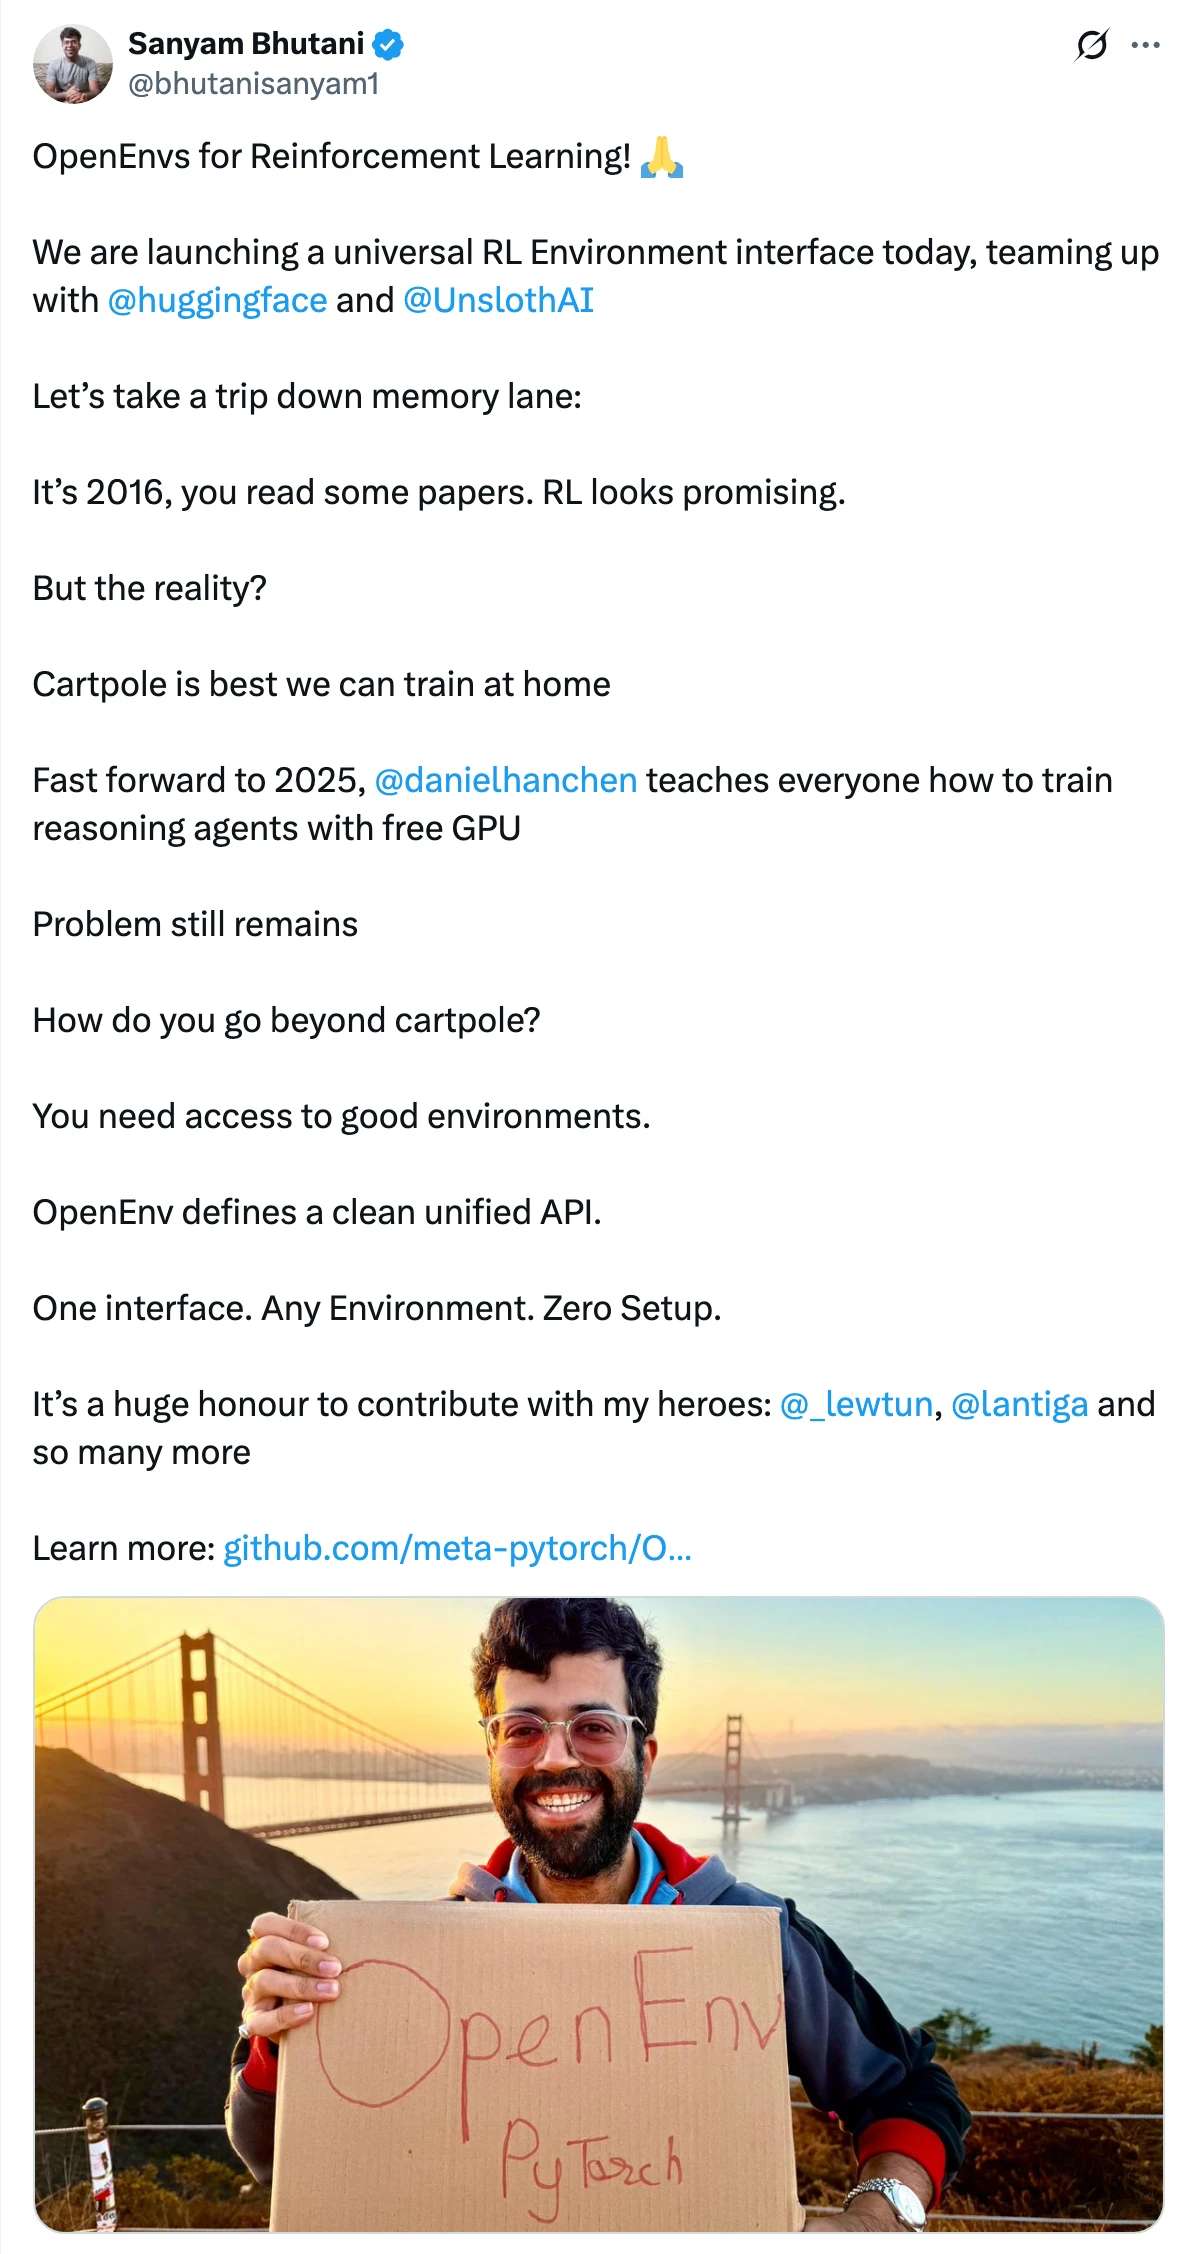 Sanyam Bhutani
@bhutanisanyam1
OpenEnvs for Reinforcement Learning! 🙏
We are launching a universal RL Environment interface today, teaming up
with @huggingface and @UnslothAI
Let’s take a trip down memory lane:
It’s 2016, you read some papers. RL looks promising.
But the reality?
Cartpole is best we can train at home
Fast forward to 2025, @danielhanchen teaches everyone how to train
reasoning agents with free GPU
Problem still remains
How do you go beyond cartpole?
You need access to good environments.
OpenEnv defines a clean unified API.
One interface. Any Environment. Zero Setup.
It’s a huge honour to contribute with my heroes: @_lewtun, @lantiga and
so many more
Learn more: github.com/meta-pytorch/O...
OpenEnv
PyTorch